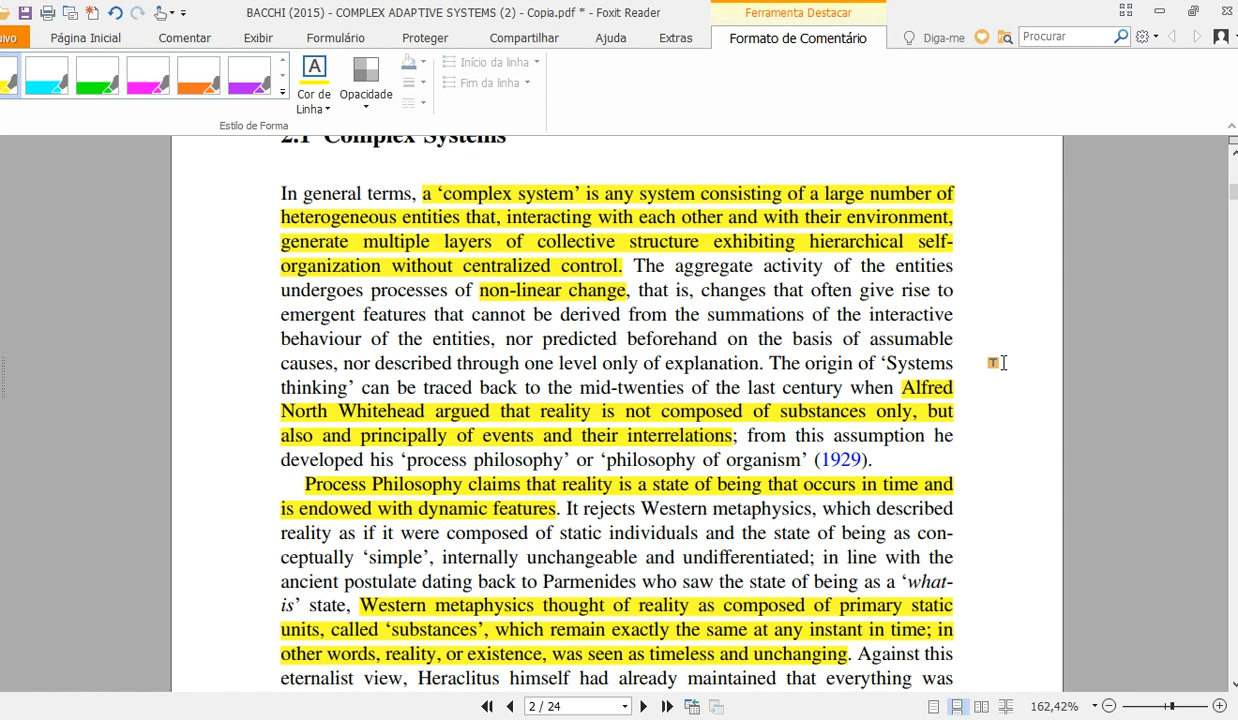 BACCHI (2015) - COMPLEX ADAPTIVE SYSTEMS (2) - Copia.pdf * - Foxit Reader
Ferramenta Destacar
Página Inicial
Comentar
Exibir
Formulário
Proteger
Compartilhar
Ajuda
Extras
Formato de Comentário
Diga-me
Procurar
Cor de
Linha
Opacidade
Início da linha
Fim da linha
Estilo de Forma
2.1 Complex Systems
In general terms, a ‘complex system’ is any system consisting of a large number of
heterogeneous entities that, interacting with each other and with their environment,
generate multiple layers of collective structure exhibiting hierarchical self-
organization without centralized control. The aggregate activity of the entities
undergoes processes of non-linear change, that is, changes that often give rise to
emergent features that cannot be derived from the summations of the interactive
behaviour of the entities, nor predicted beforehand on the basis of assumable
causes, nor described through one level only of explanation. The origin of ‘Systems
thinking’ can be traced back to the mid-twenties of the last century when Alfred
North Whitehead argued that reality is not composed of substances only, but
also and principally of events and their interrelations; from this assumption he
developed his ‘process philosophy’ or ‘philosophy of organism’ (1929).
Process Philosophy claims that reality is a state of being that occurs in time and
is endowed with dynamic features. It rejects Western metaphysics, which described
reality as if it were composed of static individuals and the state of being as con-
ceptually ‘simple’, internally unchangeable and undifferentiated; in line with the
ancient postulate dating back to Parmenides who saw the state of being as a ‘what-
is’ state, Western metaphysics thought of reality as composed of primary static
units, called ‘substances’, which remain exactly the same at any instant in time; in
other words, reality, or existence, was seen as timeless and unchanging. Against this
eternalist view, Heraclitus himself had already maintained that everything was
2 / 24
162,42%